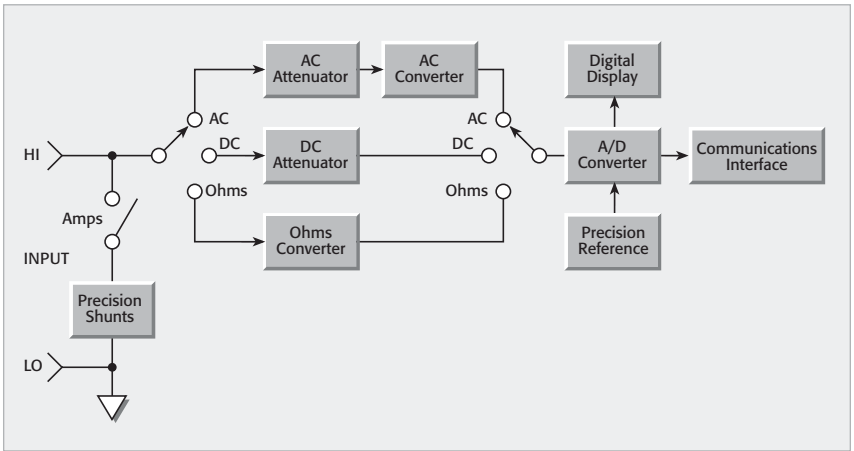 AC
Attenuator
AC
Converter
Digital
Display
AC
AC
HI
DC
DC
Attenuator
DC
A/D
Converter
Communications
Interface
Ohms
Ohms
Amps
Ohms
Converter
Precision
Reference
INPUT
Precision
Shunts
LO